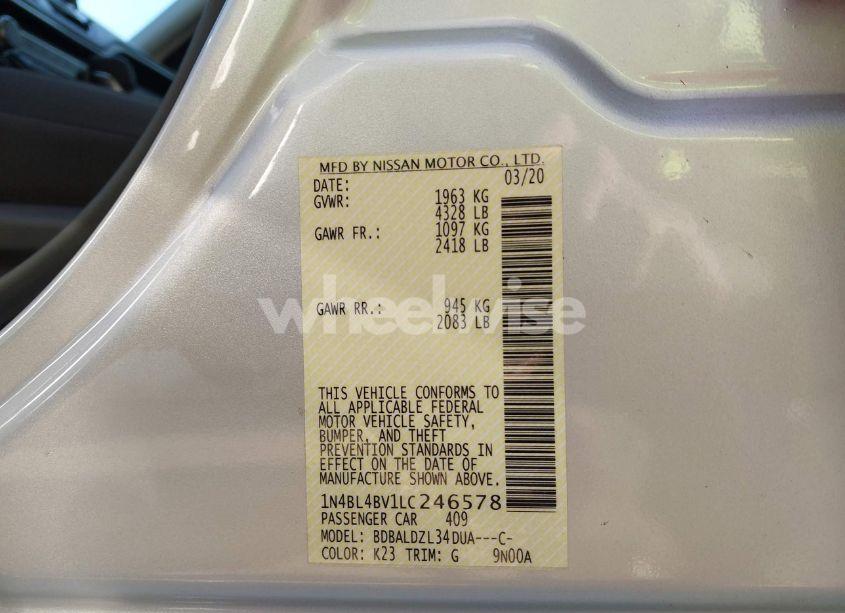 MFD BY NISSAN MOTOR CO., LTD.
DATE: 03/20
GVWR: 1963 KG
4328 LB
GAWR FR.: 1097 KG
2418 LB
GAWR RR.: 945 KG
2083 LB
wheelwise
THIS VEHICLE CONFORMS TO
ALL APPLICABLE FEDERAL
MOTOR VEHICLE SAFETY,
BUMPER, AND THEFT
PREVENTION STANDARDS IN
EFFECT ON THE DATE OF
MANUFACTURE SHOWN ABOVE.
1N4BL4BV1LC246578
PASSENGER CAR 409
MODEL: BDBALDZL34DUA---C-
COLOR: K23 TRIM: G 9N00A